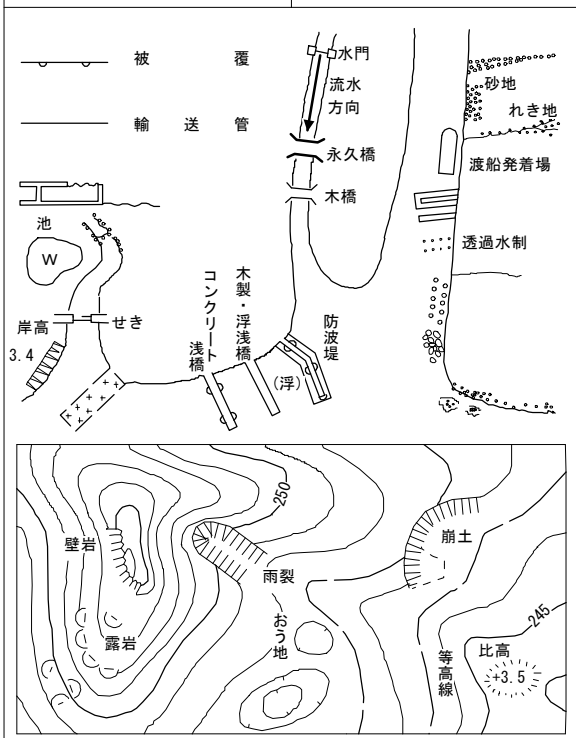 被覆
輸送管
水門
流水
方向
永久橋
木橋
砂地
れき地
渡船発着場
透過水制
池
W
岸高
3.4
せき
コンクリート
浅橋
木製・浮浅橋
防波堤
(浮)
250
壁岩
露岩
雨裂
おう地
崩土
等高線
245
比高
+3.5